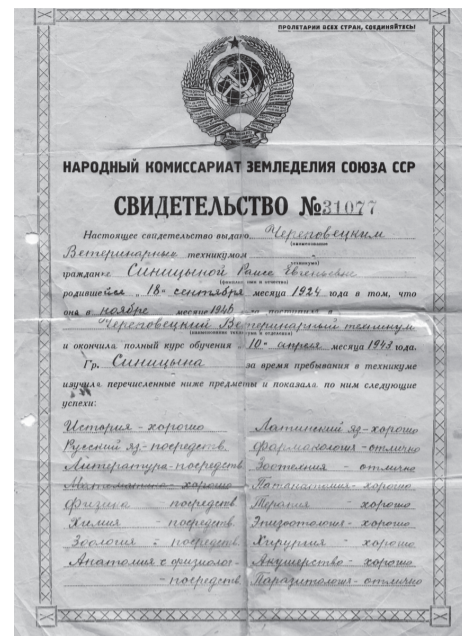 ПРОЛЕТАРИИ ВСЕХ СТРАН, СОЕДИНЯЙТЕСЬ!
НАРОДНЫЙ КОМИССАРИАТ ЗЕМЛЕДЕЛИЯ СОЮЗА ССР
СВИДЕТЕЛЬСТВО №31077
Настоящее свидетельство выдано Череповецким
(наименование
Ветеринарным техникумом
техникума)
гражданке Синицыной Раисе Евгеньевне
(фамилия имя и отчество)
родившейся „18" сентября месяца 1924 года в том, что
она в ноябре месяце 1940 поступила в
Череповецкий Ветеринарный техникум
и окончила полный курс обучения „10" апреля месяца 1943 года.
Гр. Синицына за время пребывания в техникуме
изучила перечисленные ниже предметы и показала по ним следующие
успехи:
История - хорошо Латинский яз - хорошо
Русский яз - посредств. Фармакология - отлично
Литература - посредств Зоотехния - отлично
Математика - хорошо Патанатомия - хорошо
Физика посредств Терапия - хорошо
Химия - посредств. Эпизоотология - хорошо
Зоология - посредств. Хирургия - хорошо
Анатомия с физиолог - Акушерство - хорошо
- посредств Паразитология - отлично